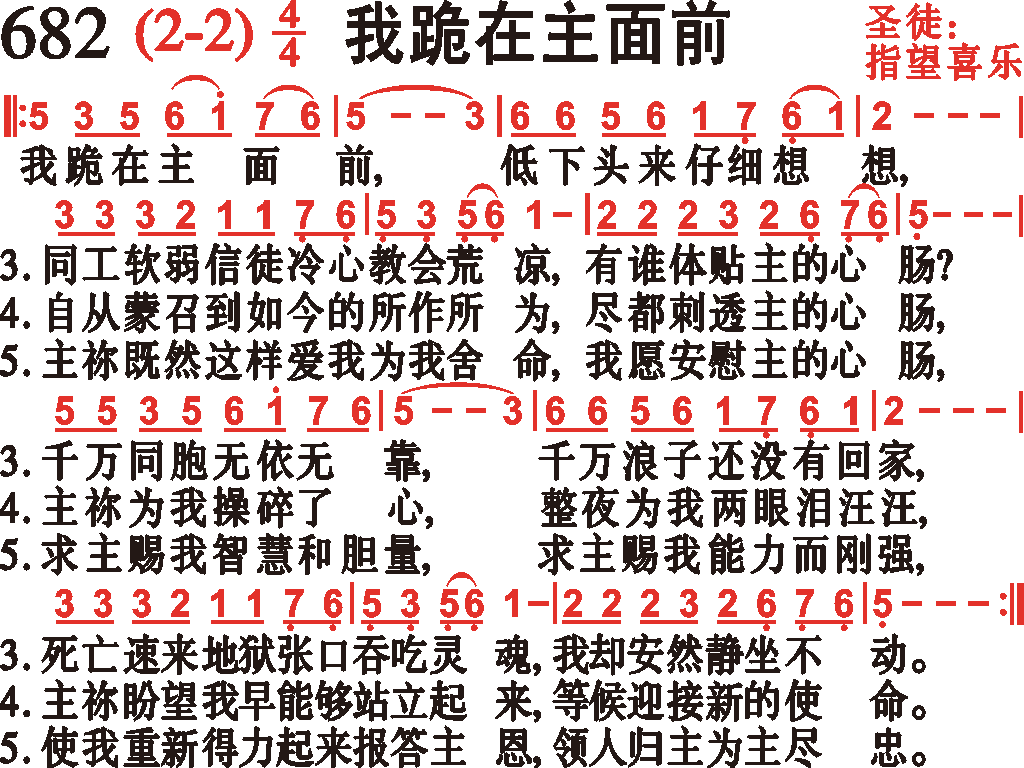 682 (2-2) 4/4 我跪在主面前 圣徒：
指望喜乐
‖: 5 3 5 6 i 7 6 | 5 – – 3 | 6 6 5 6 1 7 6 1 | 2 – – – |
我跪在主 面 前, 低下头来仔细想 想,
3 3 3 2 1 1 7 6 | 5 3 5 6 1 – | 2 2 2 3 2 6 7 6 | 5 – – – |
3. 同工软弱信徒冷心教会荒 凉, 有谁体贴主的心 肠?
4. 自从蒙召到如今的所作所 为, 尽都刺透主的心 肠,
5. 主祢既然这样爱我为我舍 命, 我愿安慰主的心 肠,
5 5 3 5 6 i 7 6 | 5 – – 3 | 6 6 5 6 1 7 6 1 | 2 – – – |
3. 千万同胞无依无 靠, 千万浪子还没有回家,
4. 主祢为我操碎了 心, 整夜为我两眼泪汪汪,
5. 求主赐我智慧和胆量, 求主赐我能力而刚强,
3 3 3 2 1 1 7 6 | 5 3 5 6 1 – | 2 2 2 3 2 6 7 6 | 5 – – – :‖
3. 死亡速来地狱张口吞吃灵 魂, 我却安然静坐不 动。
4. 主祢盼望我早能够站立起 来, 等候迎接新的使 命。
5. 使我重新得力起来报答主 恩, 领人归主为主尽 忠。